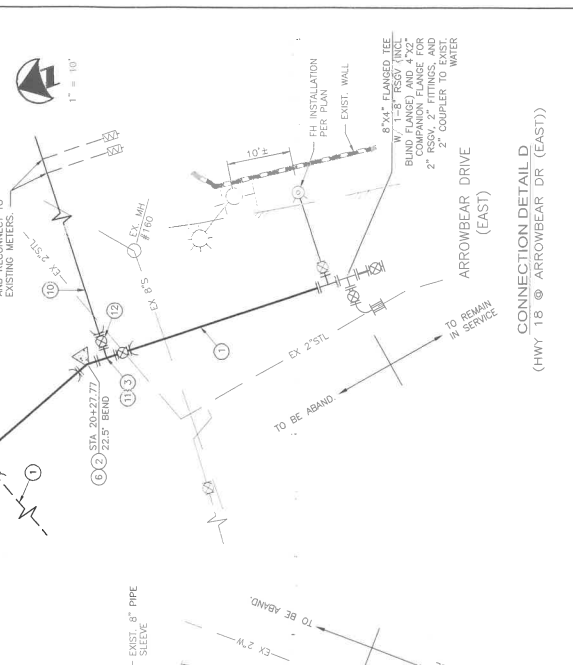 1" = 10'
AND RECONNECT TO
EXISTING METERS.
EX 2"STL
10
EX. MH
#160
10'±
FH INSTALLATION
PER PLAN
EXIST. WALL
8"X4" FLANGED TEE
W/ 1-8" RSGV (INCL
BLIND FLANGE) AND 4"X2"
COMPANION FLANGE FOR
2" RSGV, 2" FITTINGS, AND
2" COUPLER TO EXIST.
WATER
12
EX 8"S
6 2 STA 20+27.77
22.5° BEND
11 3
1
1
EX 2"STL
ARROWBEAR DRIVE
(EAST)
TO BE ABAND.
TO REMAIN
IN SERVICE
EXIST. 8" PIPE
SLEEVE
TO BE ABAND.
EX 2"W
CONNECTION DETAIL D
(HWY 18 @ ARROWBEAR DR (EAST))